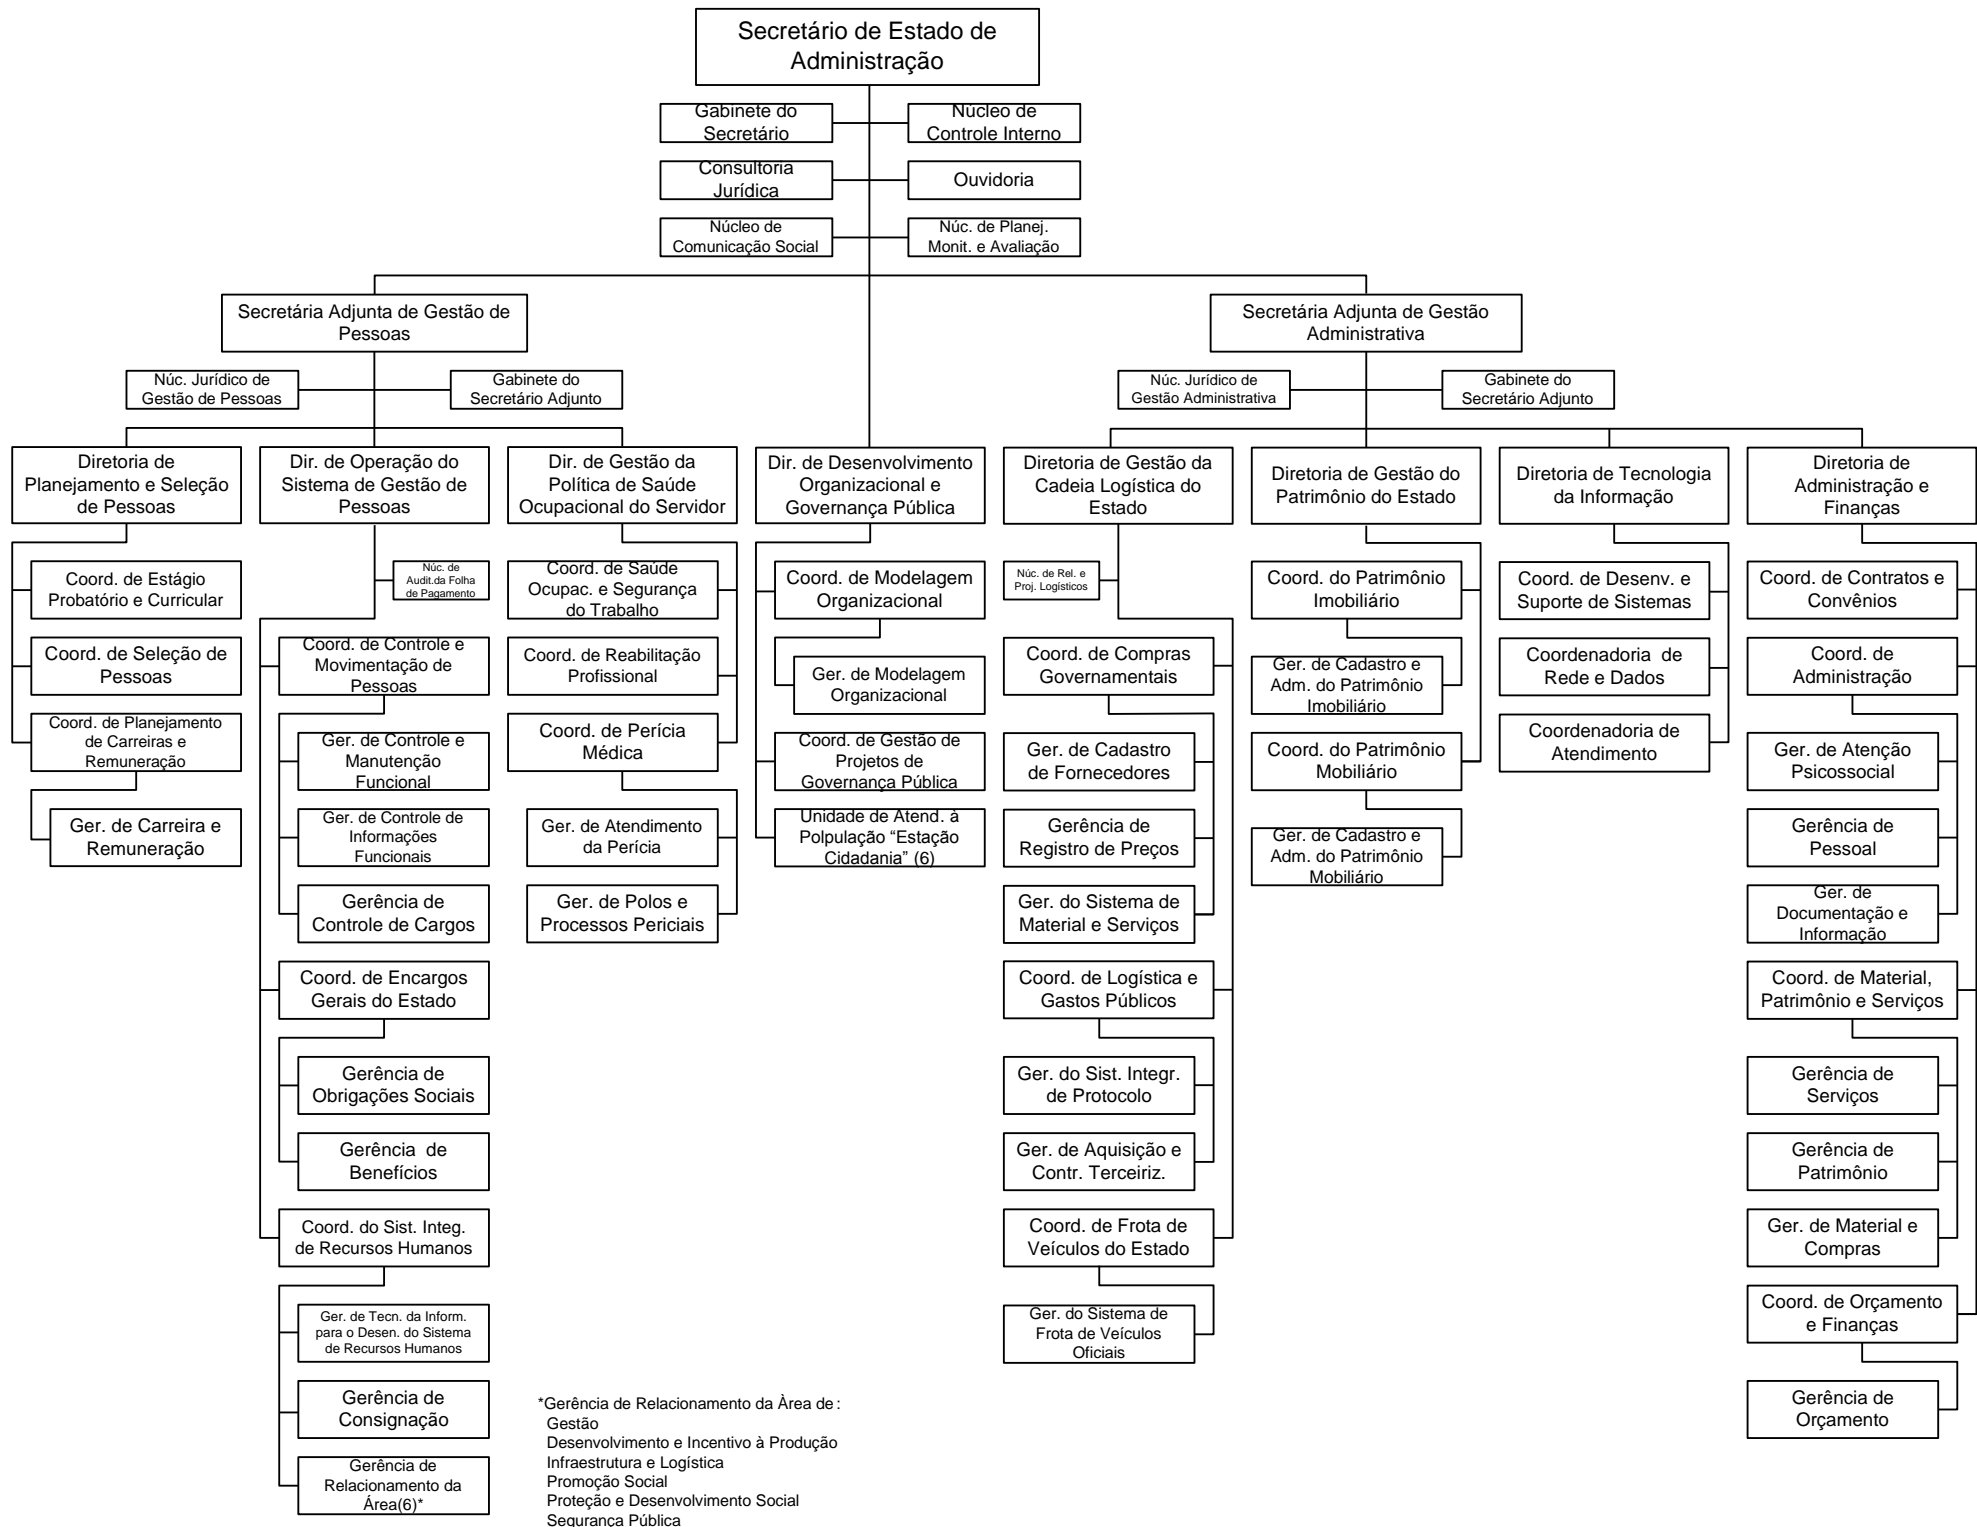 Secretário de Estado de
Administração
Gabinete do
Secretário
Núcleo de
Controle Interno
Consultoria
Jurídica
Ouvidoria
Núcleo de
Comunicação Social
Núc. de Planej.
Monit. e Avaliação
Secretária Adjunta de Gestão de
Pessoas
Secretária Adjunta de Gestão
Administrativa
Núc. Jurídico de
Gestão de Pessoas
Gabinete do
Secretário Adjunto
Núc. Jurídico de
Gestão Administrativa
Gabinete do
Secretário Adjunto
Diretoria de
Planejamento e Seleção
de Pessoas
Coord. de Estágio
Probatório e Curricular
Coord. de Seleção de
Pessoas
Coord. de Planejamento
de Carreiras e
Remuneração
Ger. de Carreira e
Remuneração
Dir. de Operação do
Sistema de Gestão de
Pessoas
Núc. de
Audit.da Folha
de Pagamento
Coord. de Controle e
Movimentação de
Pessoas
Ger. de Controle e
Manutenção
Funcional
Ger. de Controle de
Informações
Funcionais
Gerência de
Controle de Cargos
Coord. de Encargos
Gerais do Estado
Gerência de
Obrigações Sociais
Gerência de
Benefícios
Coord. do Sist. Integ.
de Recursos Humanos
Ger. de Tecn. da Inform.
para o Desen. do Sistema
de Recursos Humanos
Gerência de
Consignação
Gerência de
Relacionamento da
Área(6)*
Dir. de Gestão da
Política de Saúde
Ocupacional do Servidor
Coord. de Saúde
Ocupac. e Segurança
do Trabalho
Coord. de Reabilitação
Profissional
Coord. de Perícia
Médica
Ger. de Atendimento
da Perícia
Ger. de Polos e
Processos Periciais
Dir. de Desenvolvimento
Organizacional e
Governança Pública
Coord. de Modelagem
Organizacional
Ger. de Modelagem
Organizacional
Coord. de Gestão de
Projetos de
Governança Pública
Unidade de Atend. à
Polpulação “Estação
Cidadania” (6)
Diretoria de Gestão da
Cadeia Logística do
Estado
Núc. de Rel. e
Proj. Logísticos
Coord. de Compras
Governamentais
Ger. de Cadastro
de Fornecedores
Gerência de
Registro de Preços
Ger. do Sistema de
Material e Serviços
Coord. de Logística e
Gastos Públicos
Ger. do Sist. Integr.
de Protocolo
Ger. de Aquisição e
Contr. Terceiriz.
Coord. de Frota de
Veículos do Estado
Ger. do Sistema de
Frota de Veículos
Oficiais
Diretoria de Gestão do
Patrimônio do Estado
Coord. do Patrimônio
Imobiliário
Ger. de Cadastro e
Adm. do Patrimônio
Imobiliário
Coord. do Patrimônio
Mobiliário
Ger. de Cadastro e
Adm. do Patrimônio
Mobiliário
Diretoria de Tecnologia
da Informação
Coord. de Desenv. e
Suporte de Sistemas
Coordenadoria de
Rede e Dados
Coordenadoria de
Atendimento
Diretoria de
Administração e
Finanças
Coord. de Contratos e
Convênios
Coord. de
Administração
Ger. de Atenção
Psicossocial
Gerência de
Pessoal
Ger. de
Documentação e
Informação
Coord. de Material,
Patrimônio e Serviços
Gerência de
Serviços
Gerência de
Patrimônio
Ger. de Material e
Compras
Coord. de Orçamento
e Finanças
Gerência de
Orçamento
*Gerência de Relacionamento da Àrea de :
Gestão
Desenvolvimento e Incentivo à Produção
Infraestrutura e Logística
Promoção Social
Proteção e Desenvolvimento Social
Segurança Pública